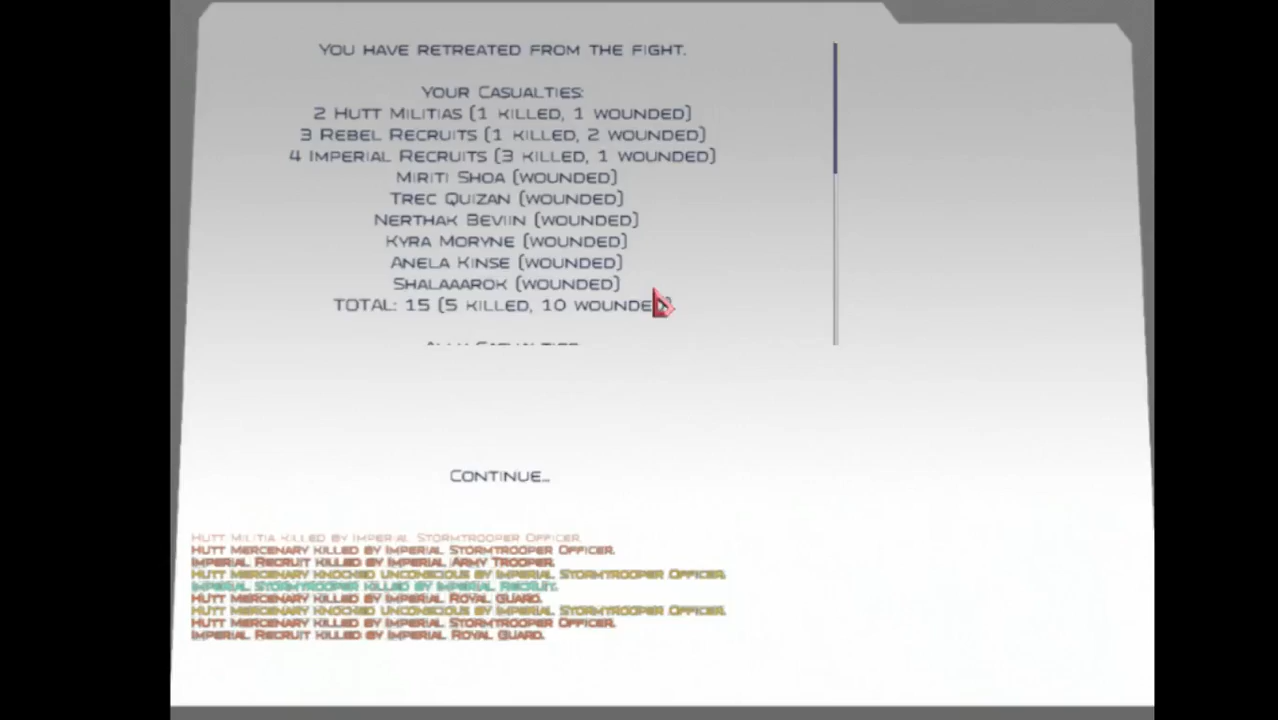 You have retreated from the fight.
Your Casualties:
2 Hutt Militias (1 killed, 1 wounded)
3 Rebel Recruits (1 killed, 2 wounded)
4 Imperial Recruits (3 killed, 1 wounded)
Miriti Shoa (wounded)
Trec Quizan (wounded)
Nerthak Beviin (wounded)
Kyra Moryne (wounded)
Anela Kinse (wounded)
Shalaaarok (wounded)
TOTAL: 15 (5 killed, 10 wounded)
Ally Casualties
Continue...
Hutt Militia killed by Imperial Stormtrooper Officer.
Hutt Mercenary killed by Imperial Stormtrooper Officer.
Imperial Recruit killed by Imperial Army Trooper.
Hutt Mercenary knocked unconscious by Imperial Stormtrooper Officer.
Imperial Stormtrooper killed by Imperial Recruit.
Hutt Mercenary killed by Imperial Royal Guard.
Hutt Mercenary knocked unconscious by Imperial Stormtrooper Officer.
Hutt Mercenary killed by Imperial Stormtrooper Officer.
Imperial Recruit killed by Imperial Royal Guard.